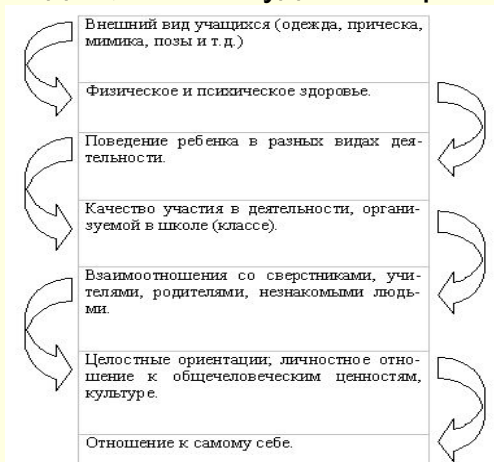 Внешний вид учащихся (одежда, прическа,
мимика, позы и т.д.)
Физическое и психическое здоровье.
Поведение ребенка в разных видах дея-
тельности.
Качество участия в деятельности, органи-
зуемой в школе (классе).
Взаимоотношения со сверстниками, учи-
телями, родителями, незнакомыми людь-
ми.
Целостные ориентации; личностное отно-
шение к общечеловеческим ценностям,
культуре.
Отношение к самому себе.